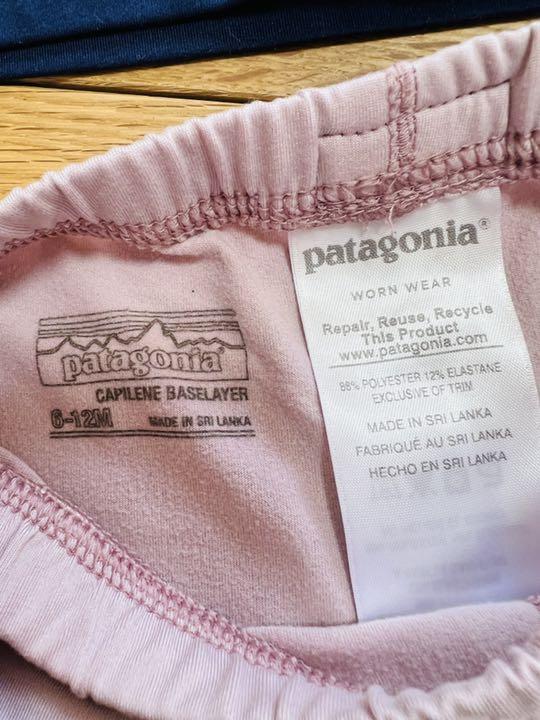 patagonia
CAPILENE BASELAYER
6-12M MADE IN SRI LANKA
patagonia®
WORN WEAR
Repair, Reuse, Recycle
This Product
www.patagonia.com
88% POLYESTER 12% ELASTANE
EXCLUSIVE OF TRIM
MADE IN SRI LANKA
FABRIQUÉ AU SRI LANKA
HECHO EN SRI LANKA